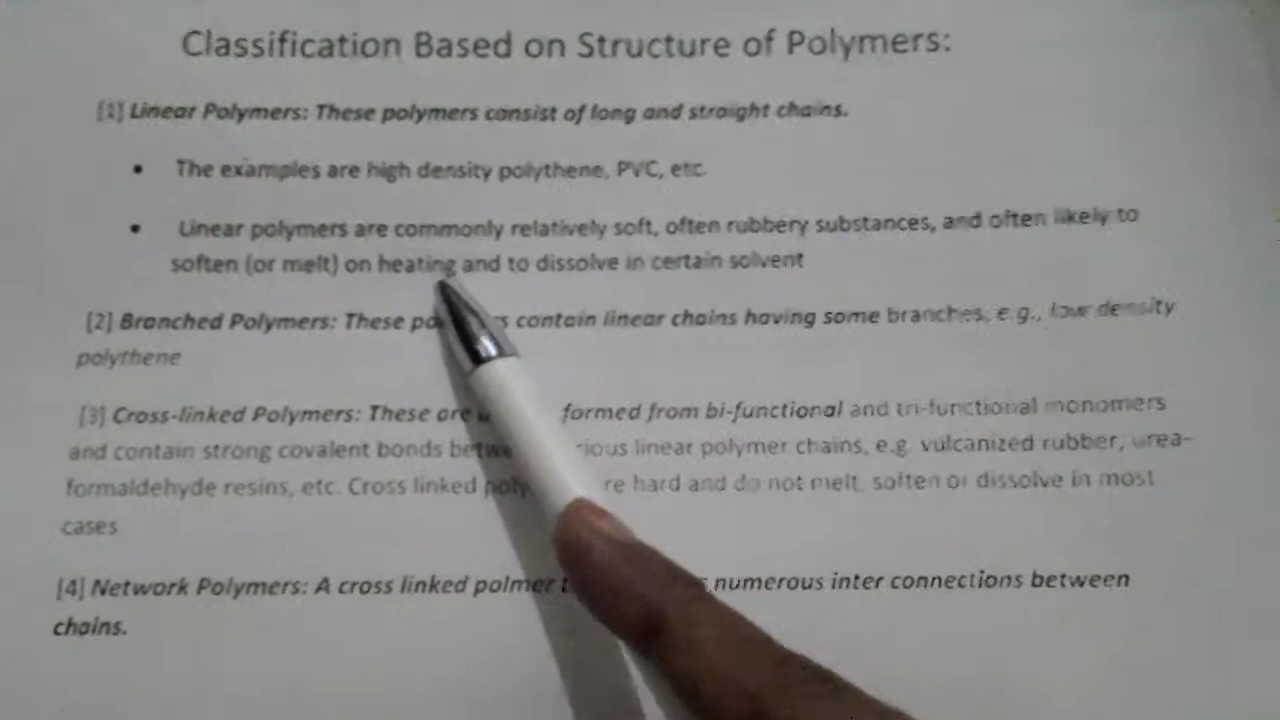 Classification Based on Structure of Polymers:
[1] Linear Polymers: These polymers consist of long and straight chains.
• The examples are high density polythene, PVC, etc.
• Linear polymers are commonly relatively soft, often rubbery substances, and often likely to
soften (or melt) on heating and to dissolve in certain solvent
[2] Branched Polymers: These contain linear chains having some branches, e.g., low density
polythene
[3] Cross-linked Polymers: These are formed from bi-functional and tri-functional monomers
and contain strong covalent bonds linear polymer chains, e.g. vulcanized rubber, urea-
formaldehyde resins, etc. Cross linked hard and do not melt, soften or dissolve in most
cases
[4] Network Polymers: A cross linked polmer numerous inter connections between
chains.